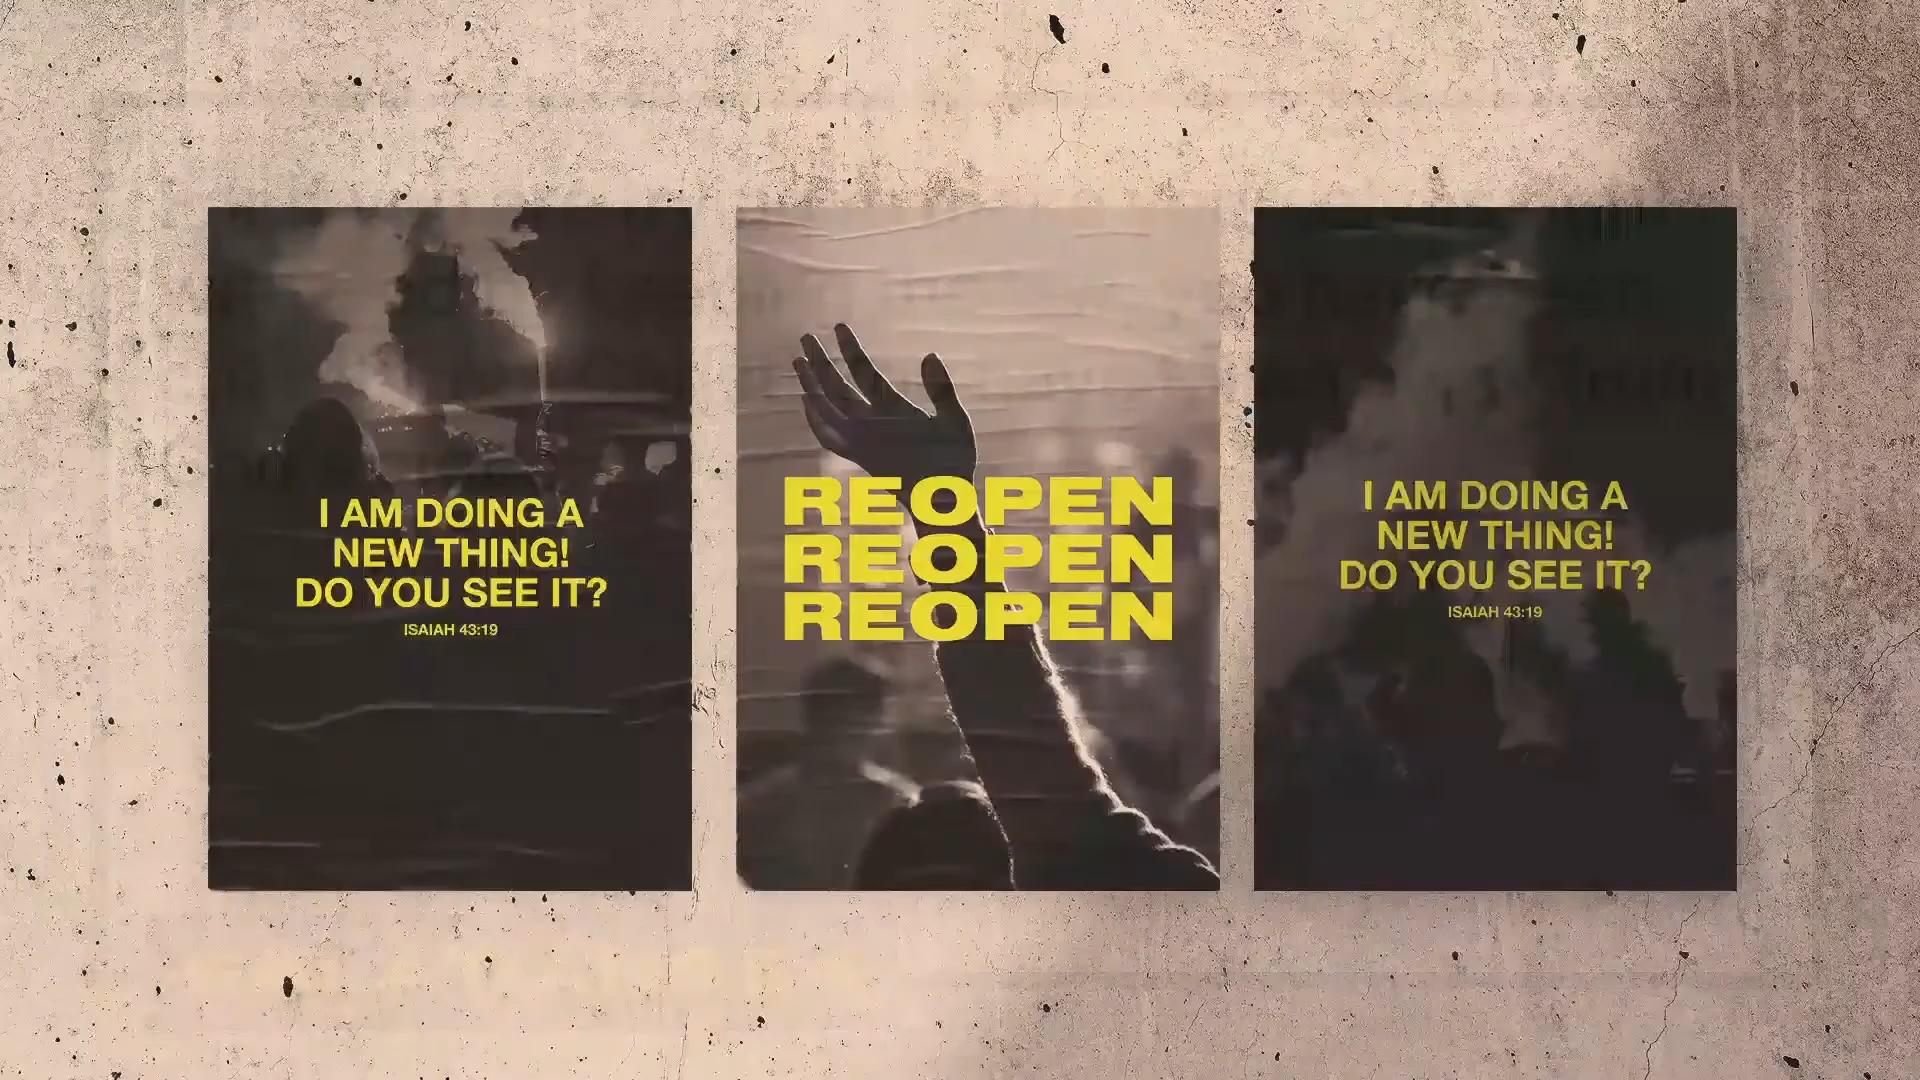 I AM DOING A
NEW THING!
DO YOU SEE IT?
ISAIAH 43:19
REOPEN
REOPEN
REOPEN
I AM DOING A
NEW THING!
DO YOU SEE IT?
ISAIAH 43:19